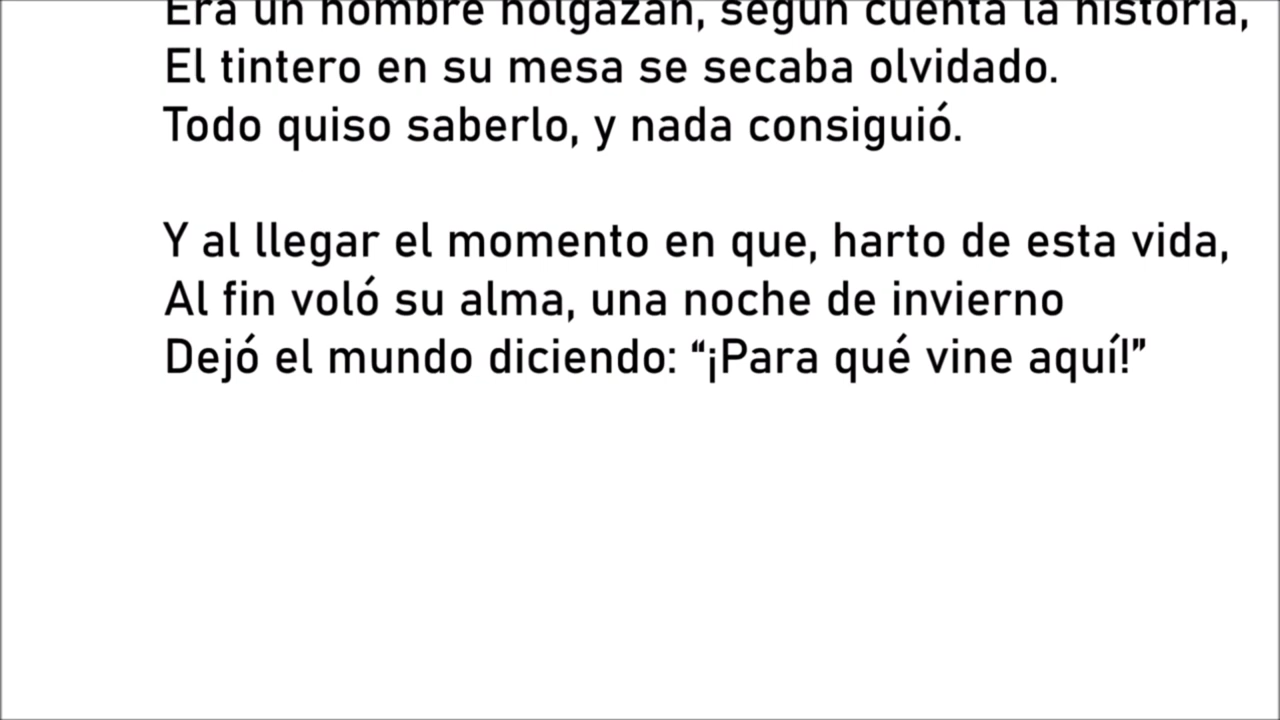 Era un hombre holgazán, según cuenta la historia,
El tintero en su mesa se secaba olvidado.
Todo quiso saberlo, y nada consiguió.
Y al llegar el momento en que, harto de esta vida,
Al fin voló su alma, una noche de invierno
Dejó el mundo diciendo: “¡Para qué vine aquí!”